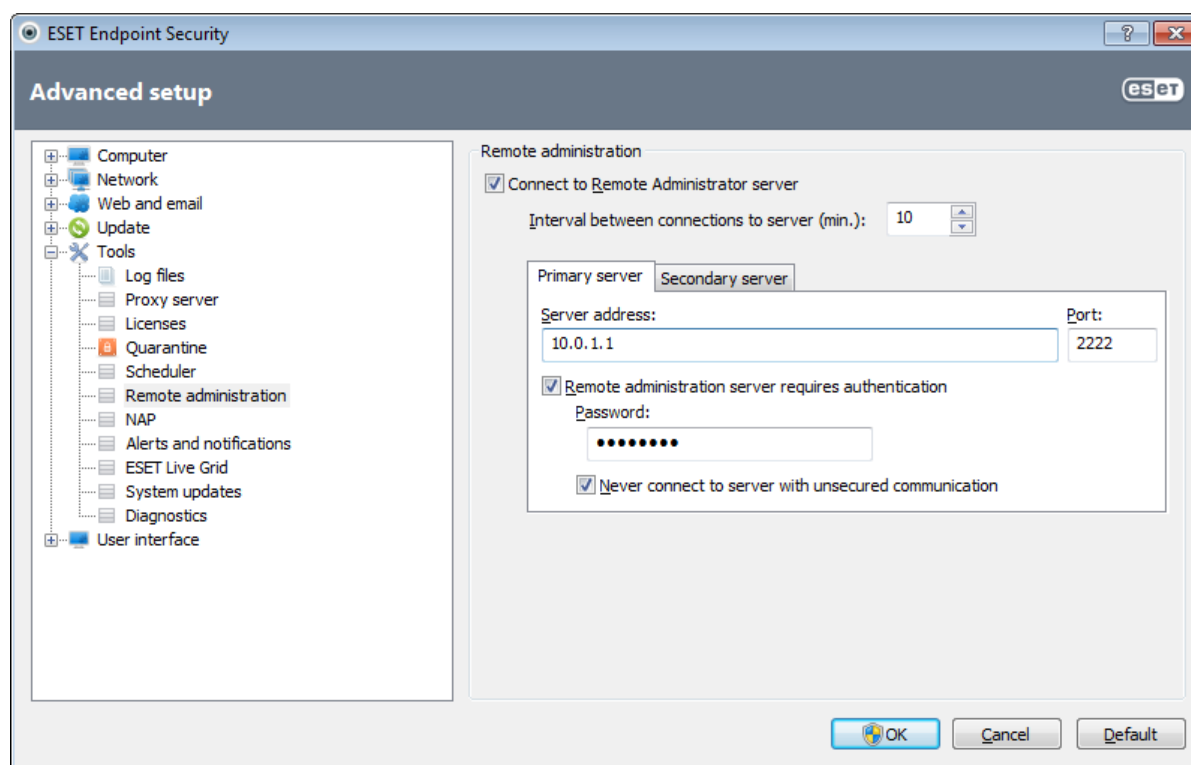 ESET Endpoint Security
?
Advanced setup
eset
Computer
Network
Web and email
Update
Tools
Log files
Proxy server
Licenses
Quarantine
Scheduler
Remote administration
NAP
Alerts and notifications
ESET Live Grid
System updates
Diagnostics
User interface
Remote administration
Connect to Remote Administrator server
Interval between connections to server (min.): 10
Primary server Secondary server
Server address: Port:
10.0.1.1 2222
Remote administration server requires authentication
Password:
••••••••
Never connect to server with unsecured communication
OK Cancel Default